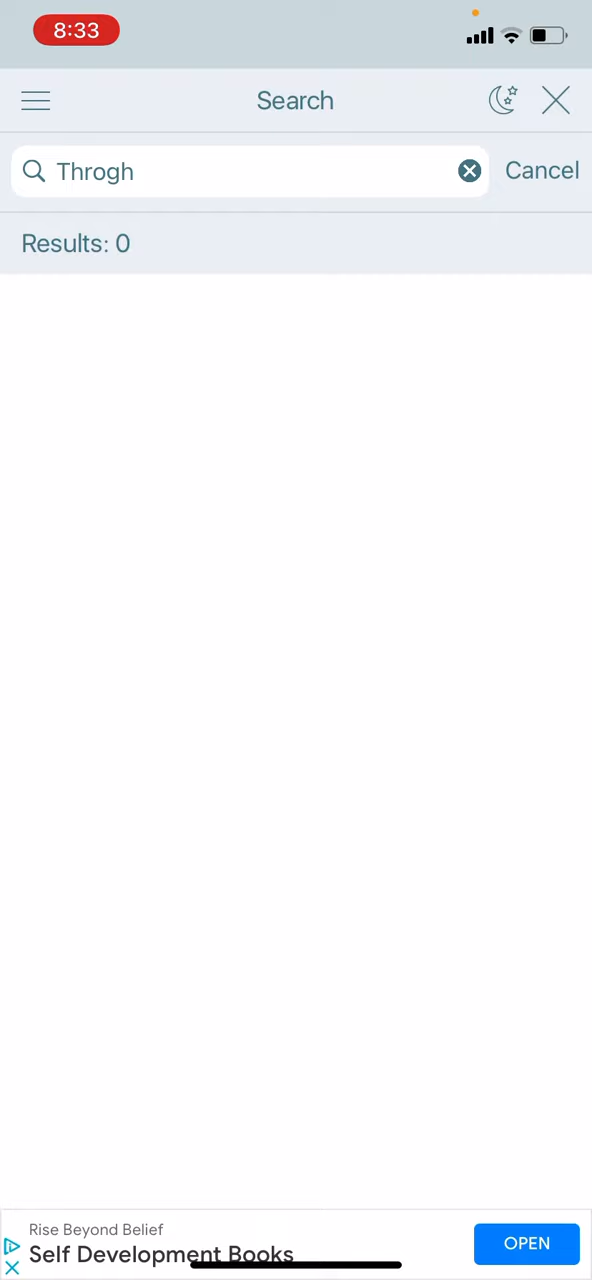 8:33
Search
Throgh
Cancel
Results: 0
Rise Beyond Belief
Self Development Books
OPEN